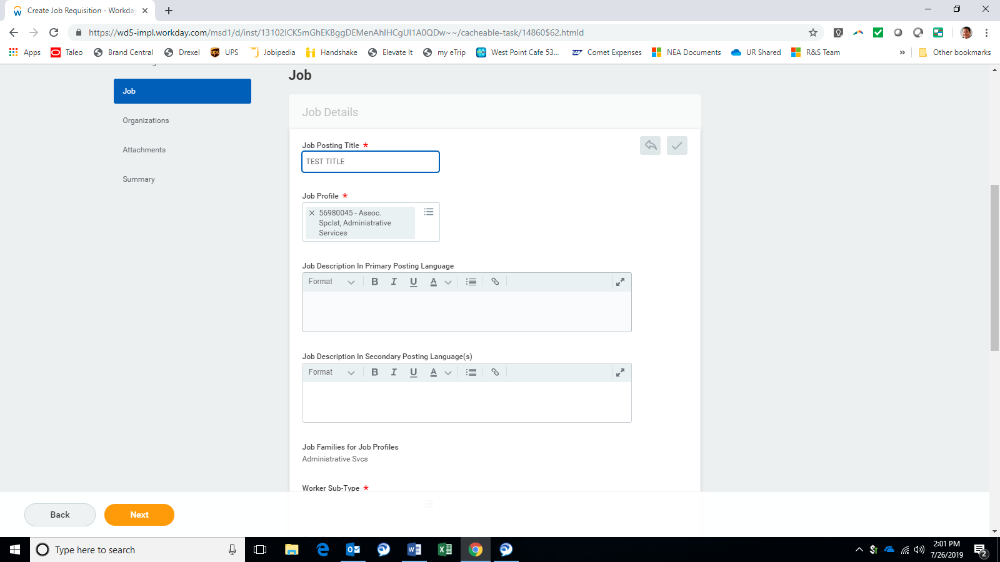 Create Job Requisition - Workda
https://wd5-impl.workday.com/msd1/d/inst/13102!CK5mGhEKBggDEMenAhIHCgUI1A0QDw~~/cacheable-task/14860$62.htmld
Apps Taleo Brand Central Drexel UPS Jobipedia Handshake Elevate It my eTrip West Point Cafe 53... Comet Expenses NEA Documents UR Shared R&S Team » Other bookmarks
Job
Job
Organizations
Attachments
Summary
Job Details
Job Posting Title *
TEST TITLE
Job Profile *
56980045 - Assoc.
Spclst, Administrative
Services
Job Description In Primary Posting Language
Format B I U A
Job Description In Secondary Posting Language(s)
Format B I U A
Job Families for Job Profiles
Administrative Svcs
Worker Sub-Type *
Back Next
Type here to search
2:01 PM
7/26/2019
2